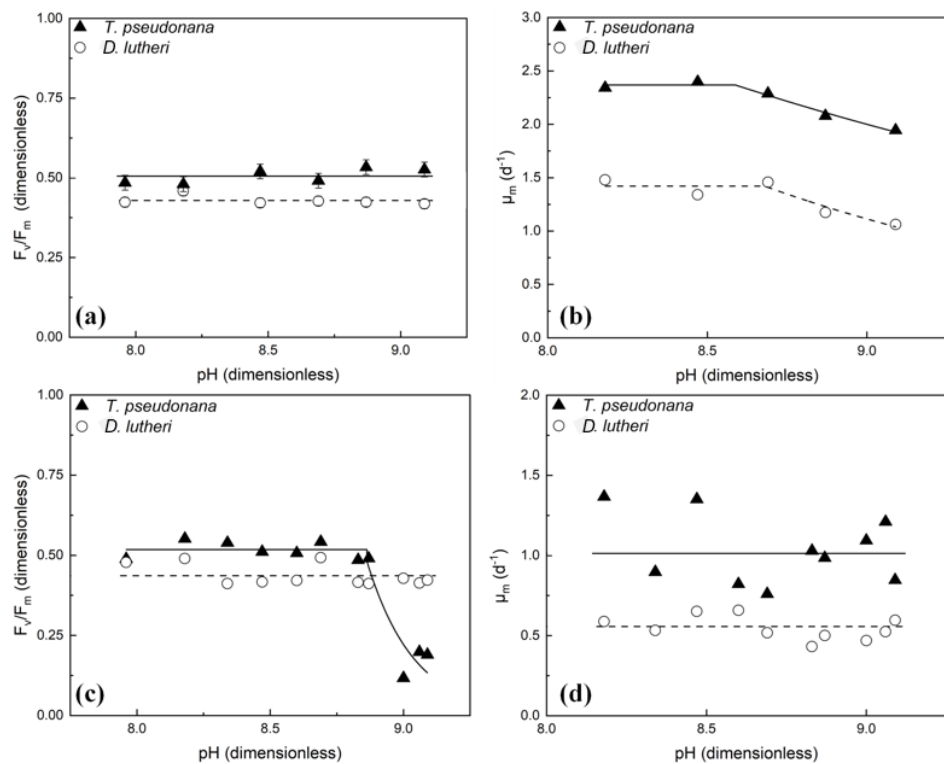 1.00
▲ T. pseudonana
○ D. lutheri
0.75
0.50
0.25
0.00
Fv/Fm (dimensionless)
(a)
8.0 8.5 9.0
pH (dimensionless)
3.0
▲ T. pseudonana
○ D. lutheri
2.5
2.0
1.5
1.0
0.5
0.0
μm (d-1)
(b)
8.0 8.5 9.0
pH (dimensionless)
1.00
▲ T. pseudonana
○ D. lutheri
0.75
0.50
0.25
0.00
Fv/Fm (dimensionless)
(c)
8.0 8.5 9.0
pH (dimensionless)
2.0
▲ T. pseudonana
○ D. lutheri
1.5
1.0
0.5
0.0
μm (d-1)
(d)
8.0 8.5 9.0
pH (dimensionless)